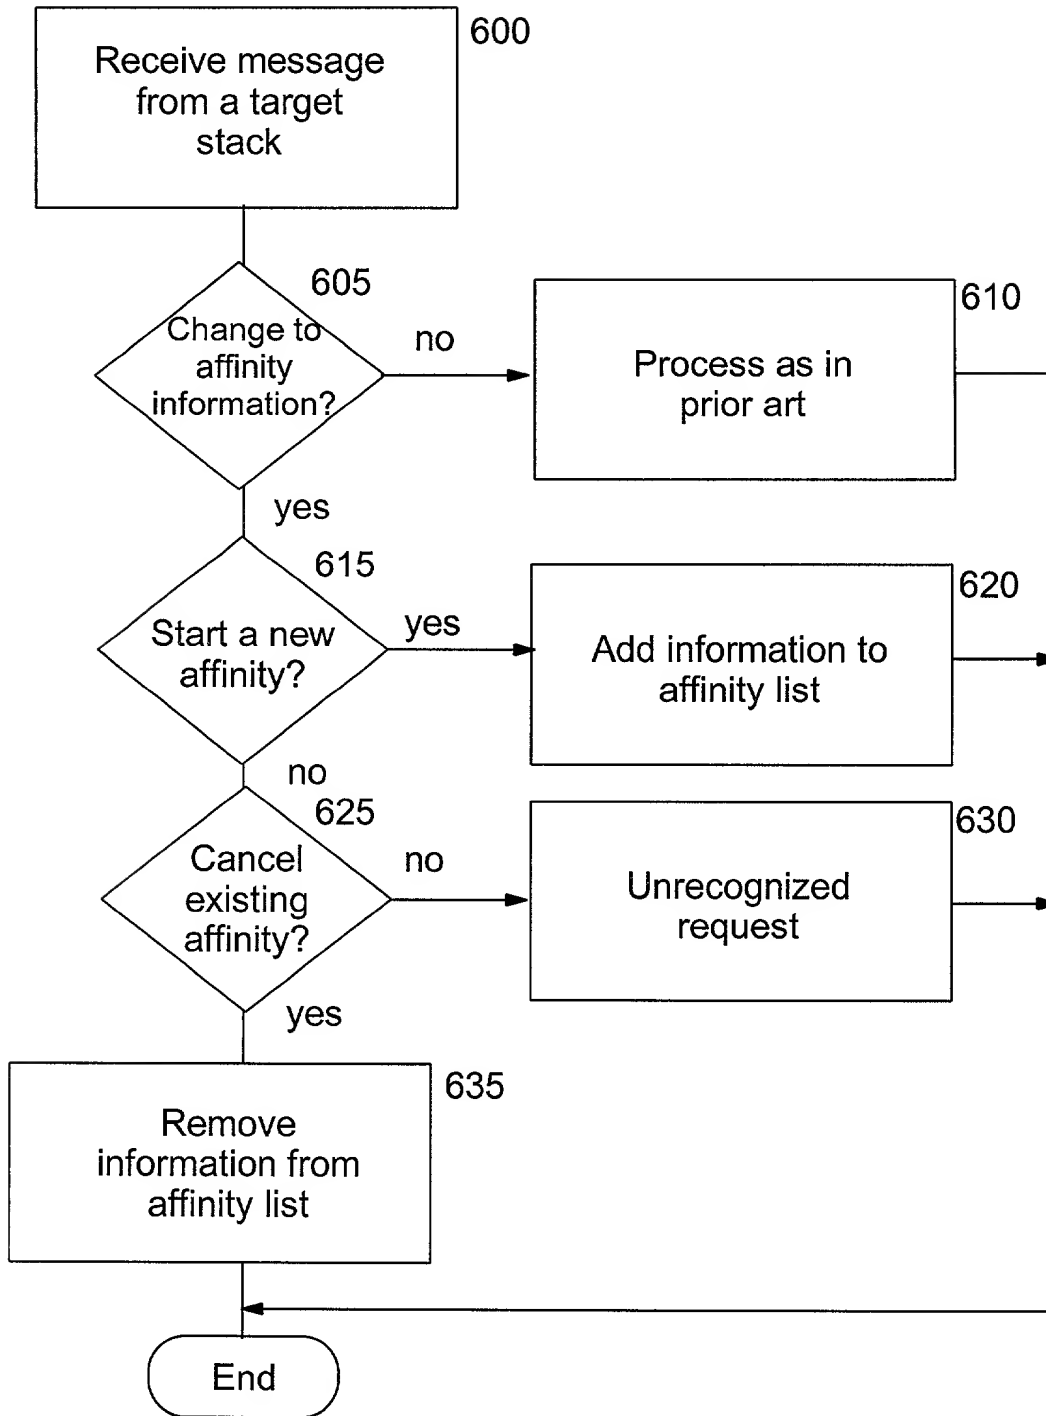 600
Receive message
from a target
stack
605
Change to
affinity
information?
no
610
Process as in
prior art
yes
615
Start a new
affinity?
yes
620
Add information to
affinity list
no
625
Cancel
existing
affinity?
no
630
Unrecognized
request
yes
635
Remove
information from
affinity list
End